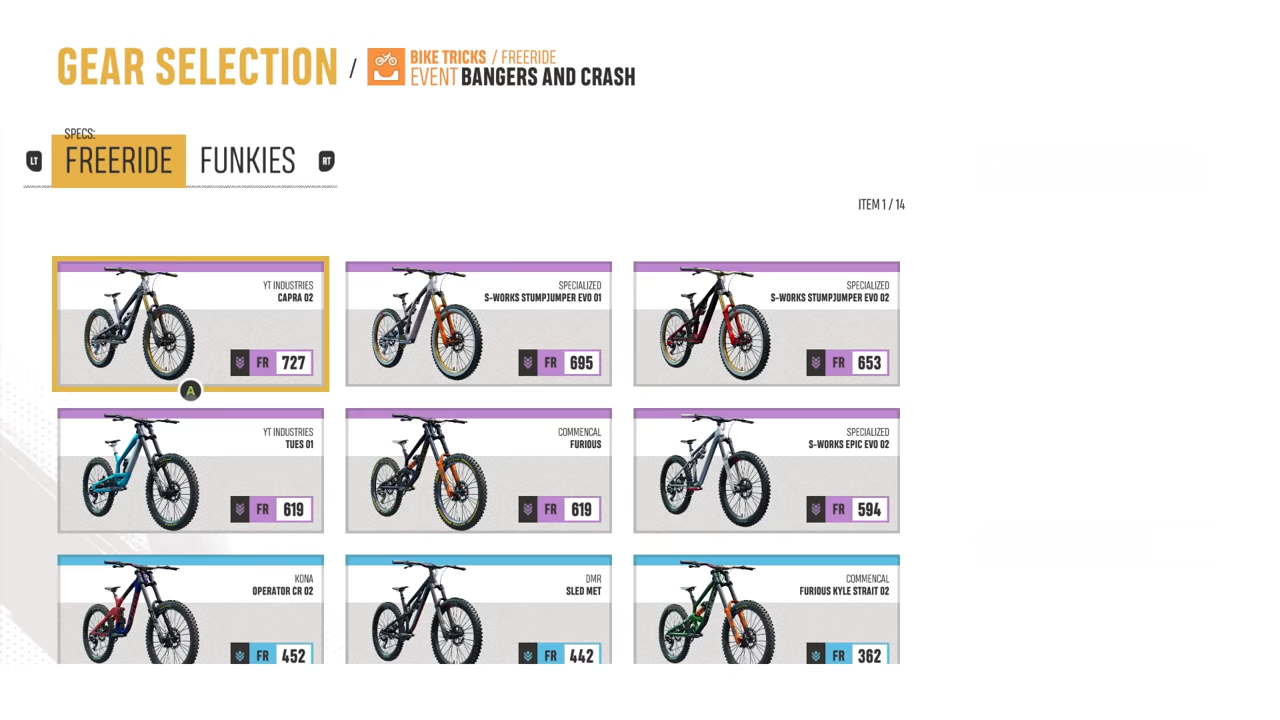 GEAR SELECTION / BIKE TRICKS / FREERIDE
EVENT BANGERS AND CRASH
SPECS:
LT FREERIDE FUNKIES RT
ITEM 1 / 14
YT INDUSTRIES
CAPRA 02
FR 727
A
SPECIALIZED
S-WORKS STUMPJUMPER EVO 01
FR 695
SPECIALIZED
S-WORKS STUMPJUMPER EVO 02
FR 653
YT INDUSTRIES
TUES 01
FR 619
COMMENCAL
FURIOUS
FR 619
SPECIALIZED
S-WORKS EPIC EVO 02
FR 594
KONA
OPERATOR CR 02
FR 452
DMR
SLED MET
FR 442
COMMENCAL
FURIOUS KYLE STRAIT 02
FR 362